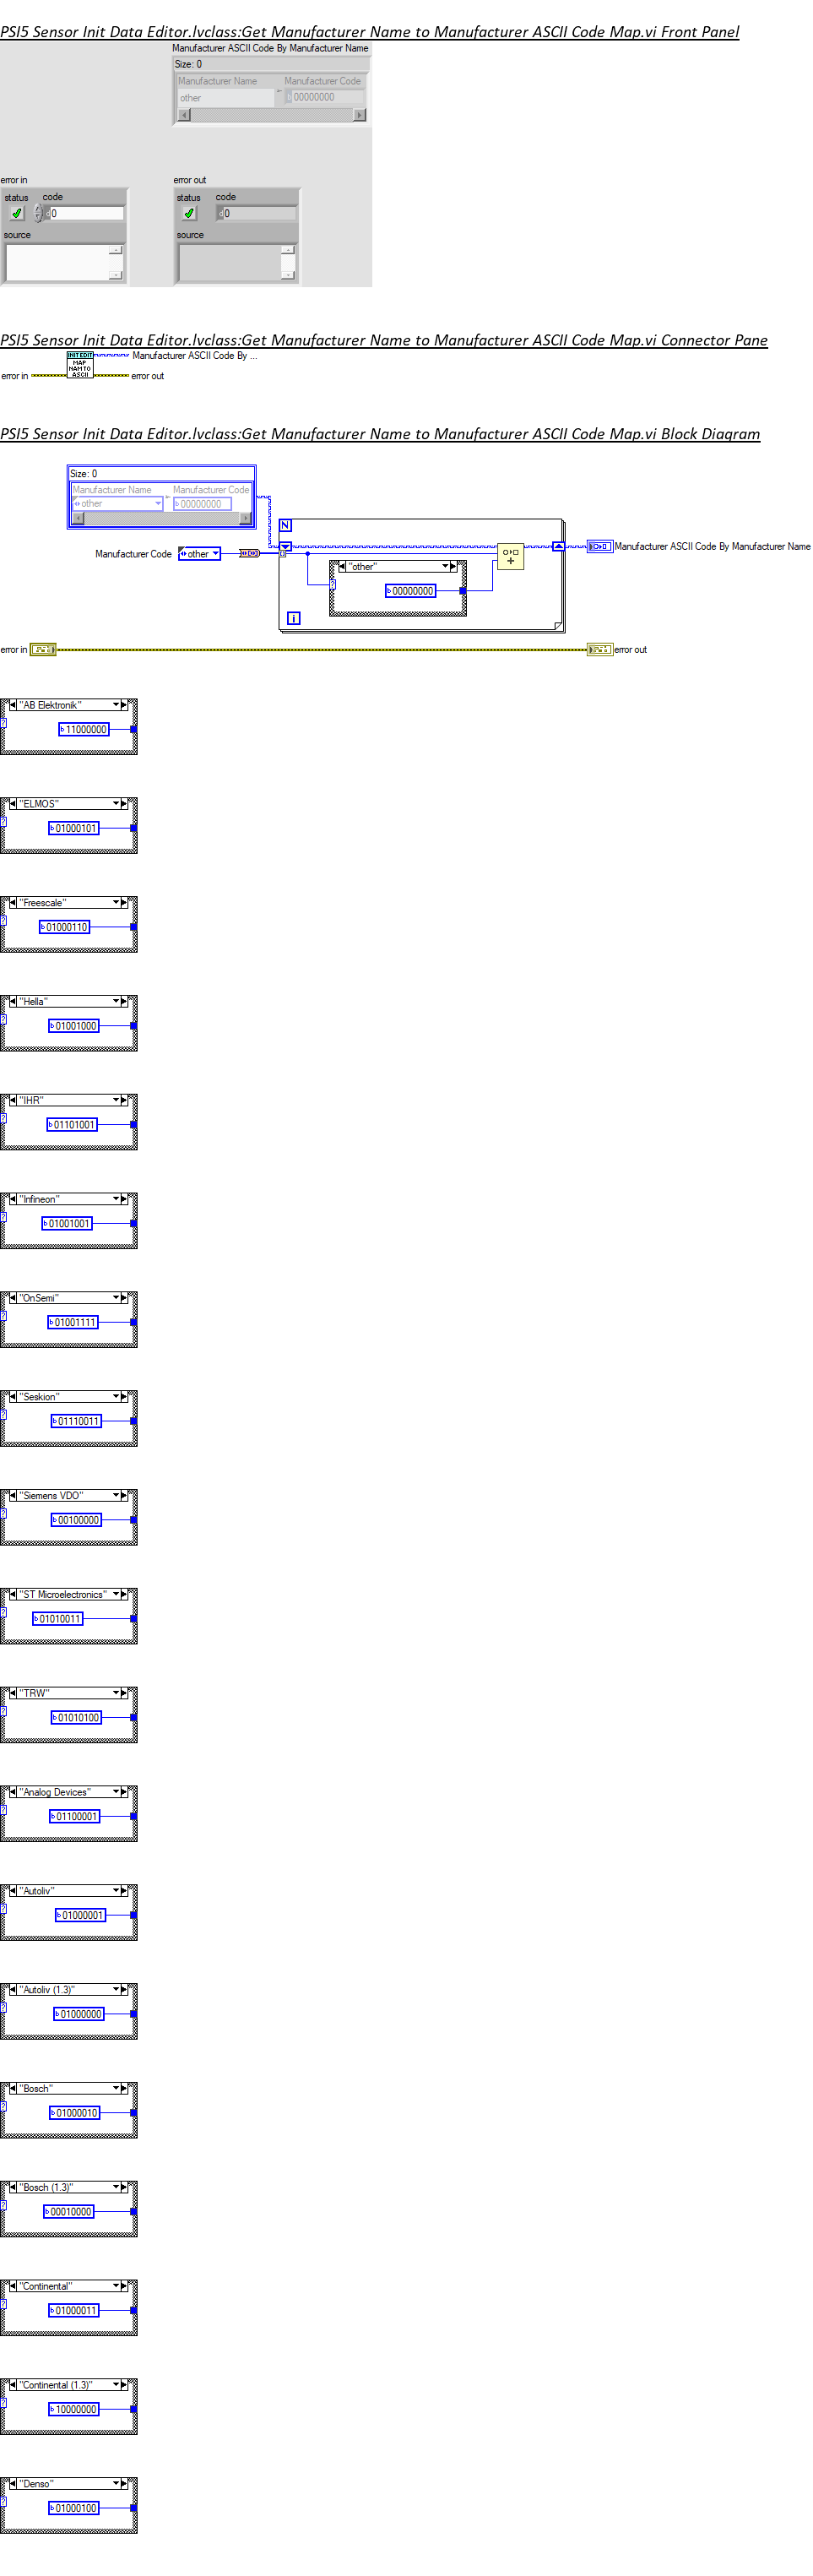 PSI5 Sensor Init Data Editor.lvclass:Get Manufacturer Name to Manufacturer ASCII Code Map.vi Front Panel
Manufacturer ASCII Code By Manufacturer Name
Size: 0
Manufacturer Name Manufacturer Code
other b 00000000
error in error out
status code status code
d 0 d 0
source source
PSI5 Sensor Init Data Editor.lvclass:Get Manufacturer Name to Manufacturer ASCII Code Map.vi Connector Pane
INIT EDIT
MAP
NAM TO
ASCII
Manufacturer ASCII Code By ...
error in error out
PSI5 Sensor Init Data Editor.lvclass:Get Manufacturer Name to Manufacturer ASCII Code Map.vi Block Diagram
Size: 0
Manufacturer Name Manufacturer Code
other b 00000000
N
Manufacturer Code other
Manufacturer ASCII Code By Manufacturer Name
"other"
?
b 00000000
i
error in error out
"AB Elektronik"
?
b 11000000
"ELMOS"
?
b 01000101
"Freescale"
?
b 01000110
"Hella"
?
b 01001000
"IHR"
?
b 01101001
"Infineon"
?
b 01001001
"OnSemi"
?
b 01001111
"Seskion"
?
b 01110011
"Siemens VDO"
?
b 00100000
"ST Microelectronics"
?
b 01010011
"TRW"
?
b 01010100
"Analog Devices"
?
b 01100001
"Autoliv"
?
b 01000001
"Autoliv (1.3)"
?
b 01000000
"Bosch"
?
b 01000010
"Bosch (1.3)"
?
b 00010000
"Continental"
?
b 01000011
"Continental (1.3)"
?
b 10000000
"Denso"
?
b 01000100